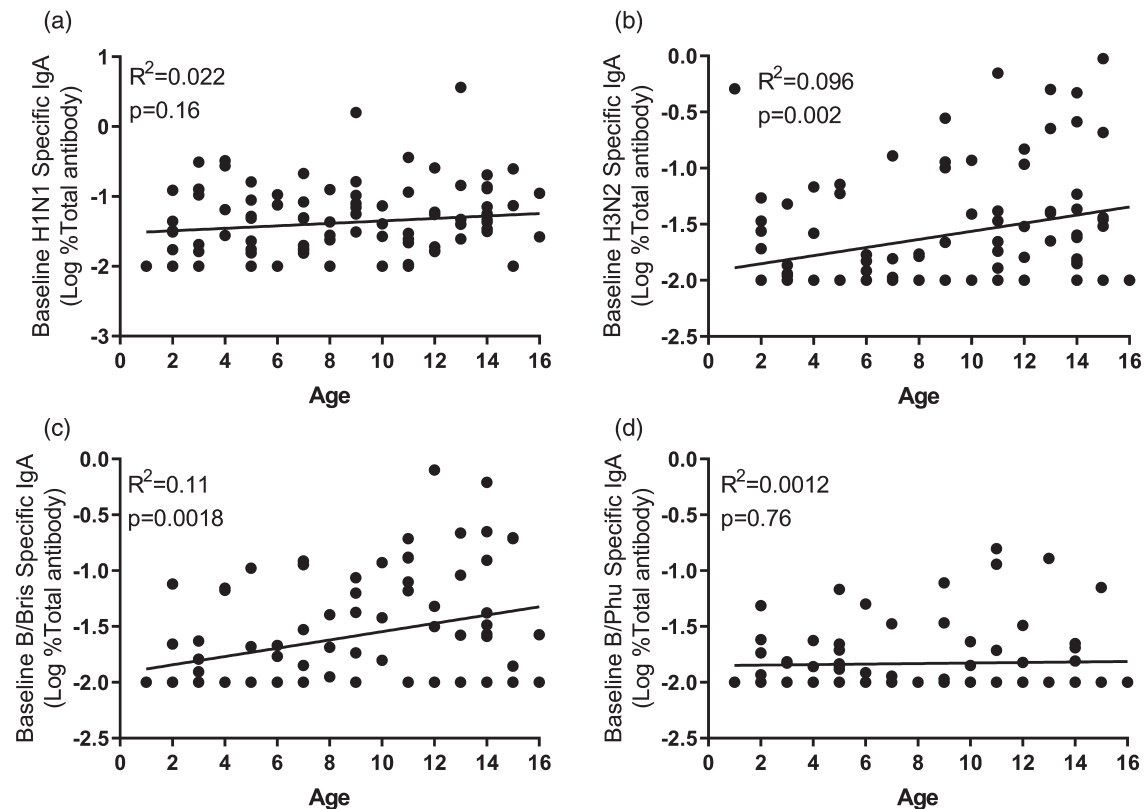 (a)
Baseline H1N1 Specific IgA
(Log %Total antibody)
R²=0.022
p=0.16
1
0
-1
-2
-3
0 2 4 6 8 10 12 14 16
Age
(b)
Baseline H3N2 Specific IgA
(Log %Total antibody)
R²=0.096
p=0.002
0.0
-0.5
-1.0
-1.5
-2.0
-2.5
0 2 4 6 8 10 12 14 16
Age
(c)
Baseline B/Bris Specific IgA
(Log %Total antibody)
R²=0.11
p=0.0018
0.0
-0.5
-1.0
-1.5
-2.0
-2.5
0 2 4 6 8 10 12 14 16
Age
(d)
Baseline B/Phu Specific IgA
(Log %Total antibody)
R²=0.0012
p=0.76
0.0
-0.5
-1.0
-1.5
-2.0
-2.5
0 2 4 6 8 10 12 14 16
Age